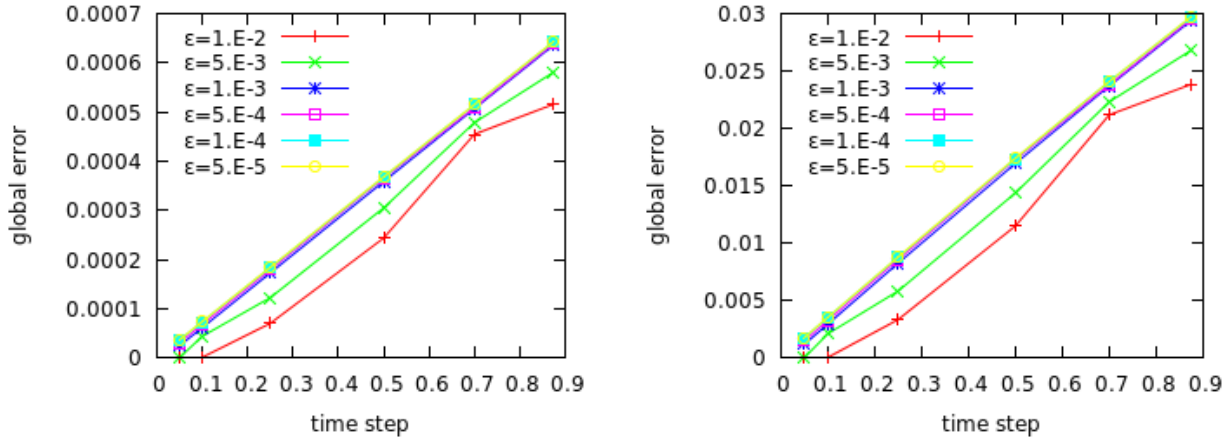 0.0007
0.0006
0.0005
0.0004
0.0003
0.0002
0.0001
0
global error
ε=1.E-2
ε=5.E-3
ε=1.E-3
ε=5.E-4
ε=1.E-4
ε=5.E-5
0 0.1 0.2 0.3 0.4 0.5 0.6 0.7 0.8 0.9
time step
0.03
0.025
0.02
0.015
0.01
0.005
0
global error
ε=1.E-2
ε=5.E-3
ε=1.E-3
ε=5.E-4
ε=1.E-4
ε=5.E-5
0 0.1 0.2 0.3 0.4 0.5 0.6 0.7 0.8 0.9
time step